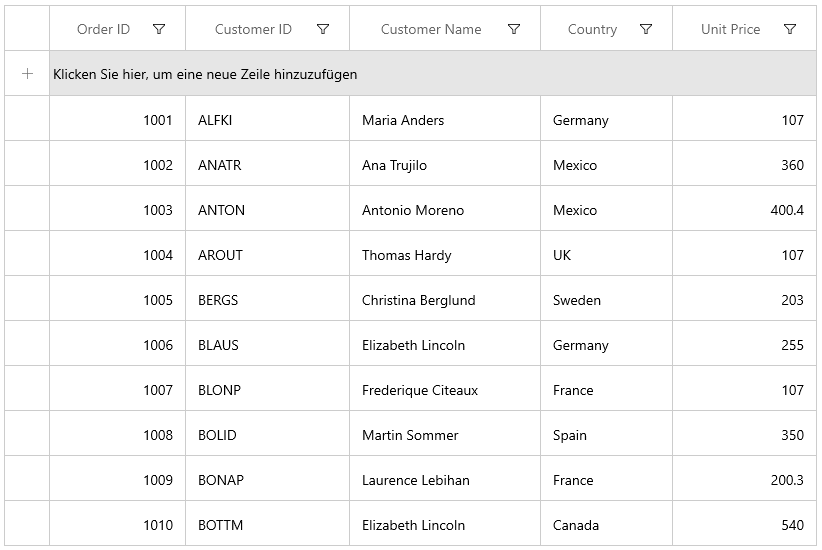 Order ID Customer ID Customer Name Country Unit Price
Klicken Sie hier, um eine neue Zeile hinzuzufügen
1001 ALFKI Maria Anders Germany 107
1002 ANATR Ana Trujilo Mexico 360
1003 ANTON Antonio Moreno Mexico 400.4
1004 AROUT Thomas Hardy UK 107
1005 BERGS Christina Berglund Sweden 203
1006 BLAUS Elizabeth Lincoln Germany 255
1007 BLONP Frederique Citeaux France 107
1008 BOLID Martin Sommer Spain 350
1009 BONAP Laurence Lebihan France 200.3
1010 BOTTM Elizabeth Lincoln Canada 540